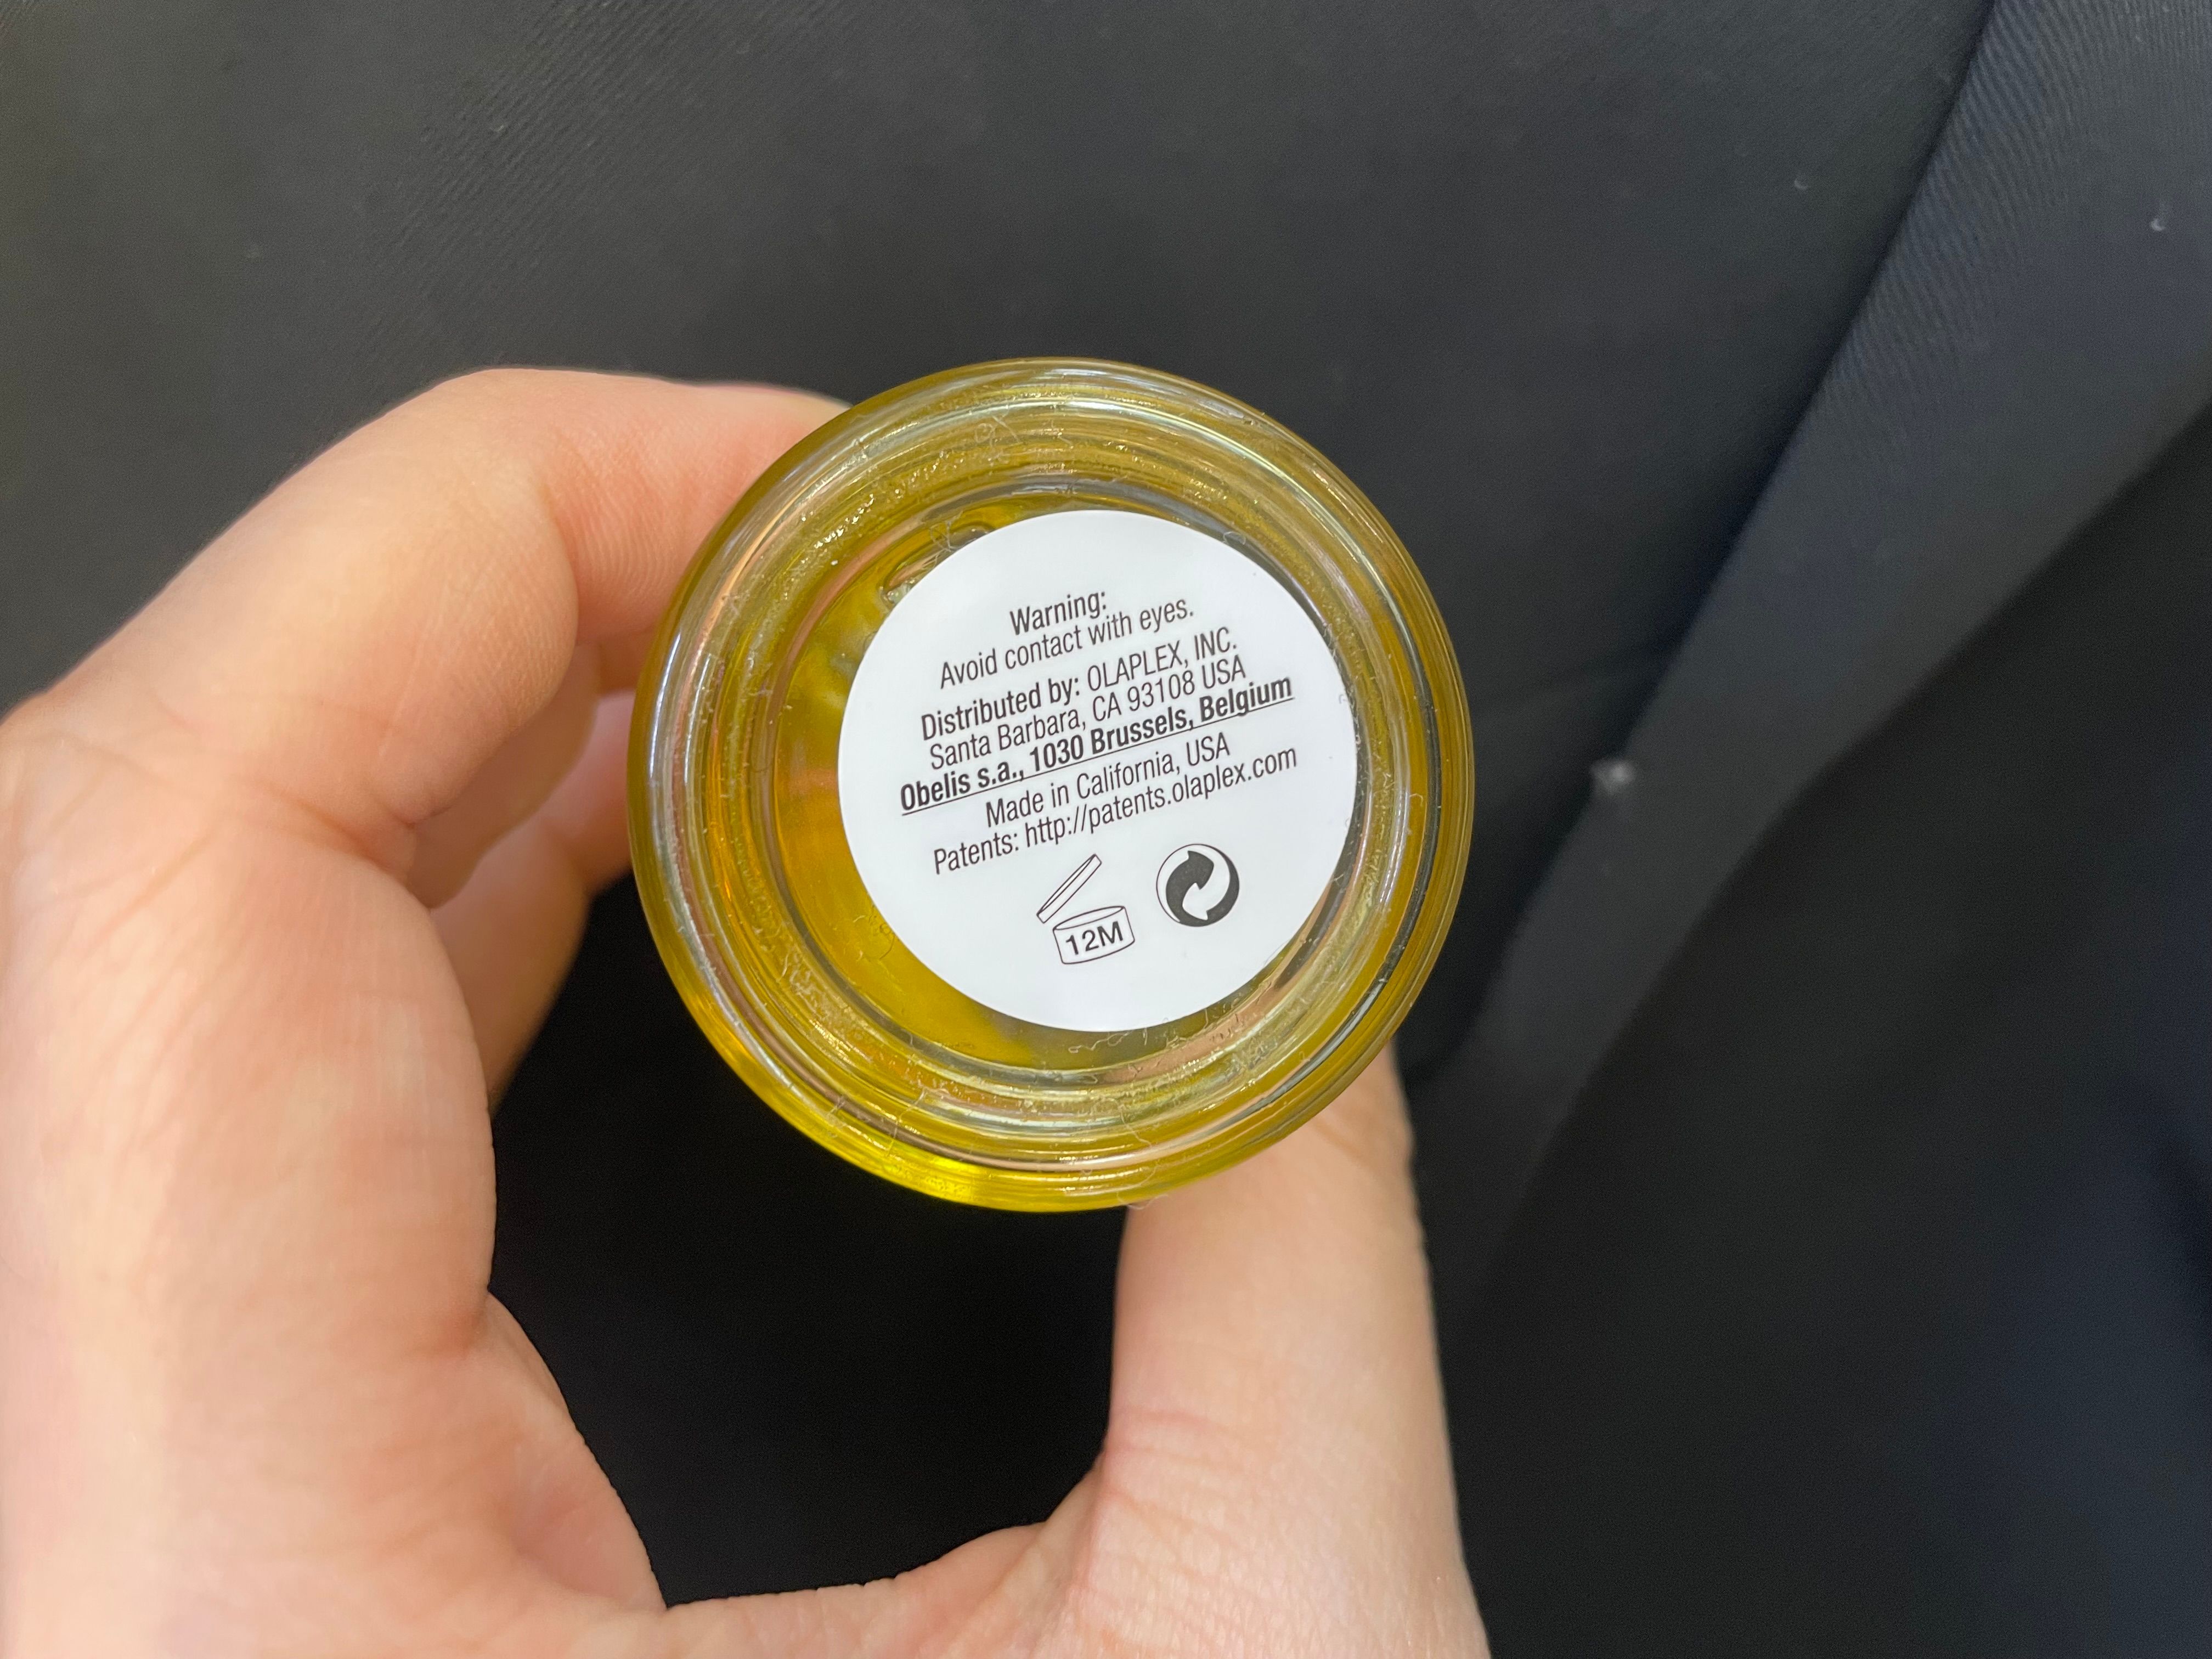 Warning:
Avoid contact with eyes.
Distributed by: OLAPLEX, INC.
Santa Barbara, CA 93108 USA
Obelis s.a., 1030 Brussels, Belgium
Made in California, USA
Patents: http://patents.olaplex.com
12M